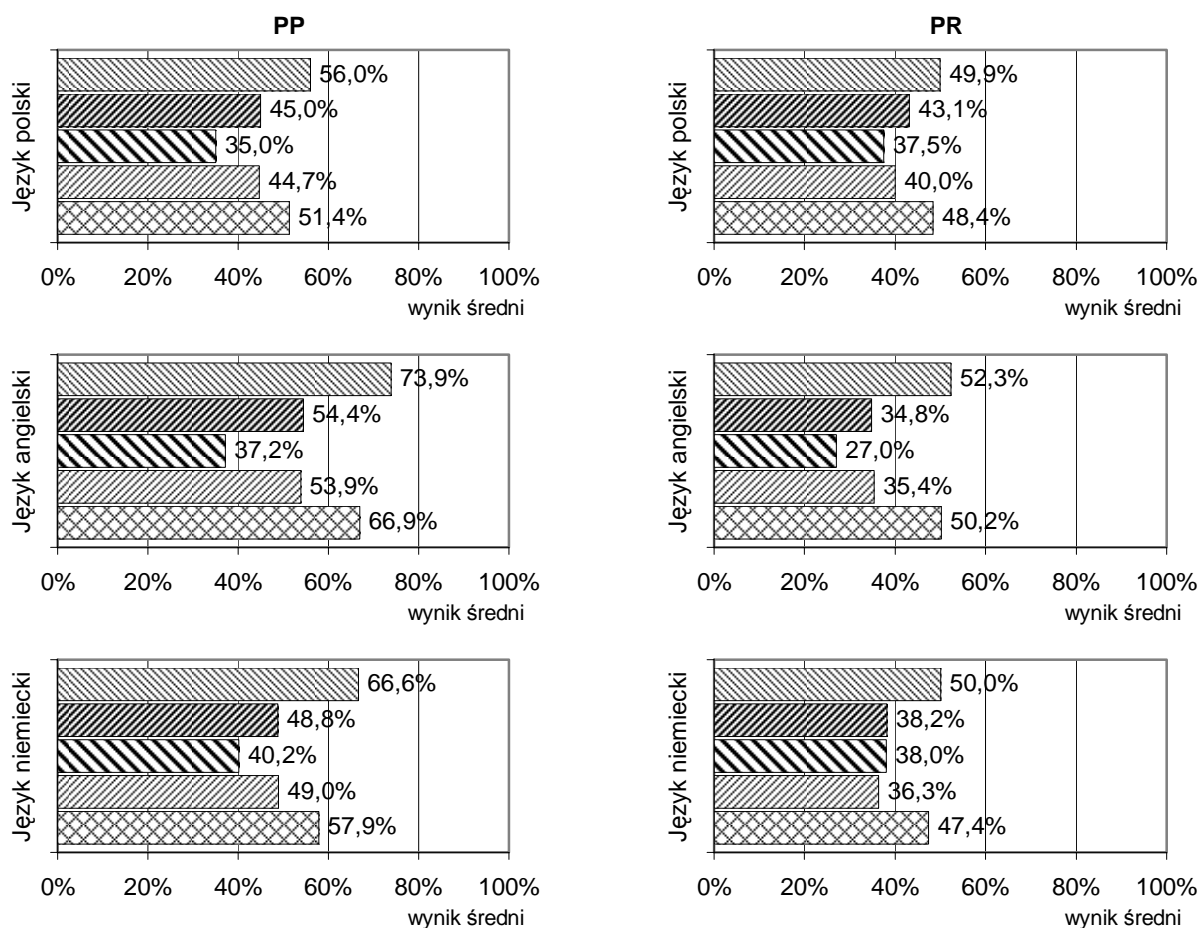 PP
Język polski
56,0%
45,0%
35,0%
44,7%
51,4%
0% 20% 40% 60% 80% 100%
wynik średni
PR
Język polski
49,9%
43,1%
37,5%
40,0%
48,4%
0% 20% 40% 60% 80% 100%
wynik średni
Język angielski
73,9%
54,4%
37,2%
53,9%
66,9%
0% 20% 40% 60% 80% 100%
wynik średni
Język angielski
52,3%
34,8%
27,0%
35,4%
50,2%
0% 20% 40% 60% 80% 100%
wynik średni
Język niemiecki
66,6%
48,8%
40,2%
49,0%
57,9%
0% 20% 40% 60% 80% 100%
wynik średni
Język niemiecki
50,0%
38,2%
38,0%
36,3%
47,4%
0% 20% 40% 60% 80% 100%
wynik średni